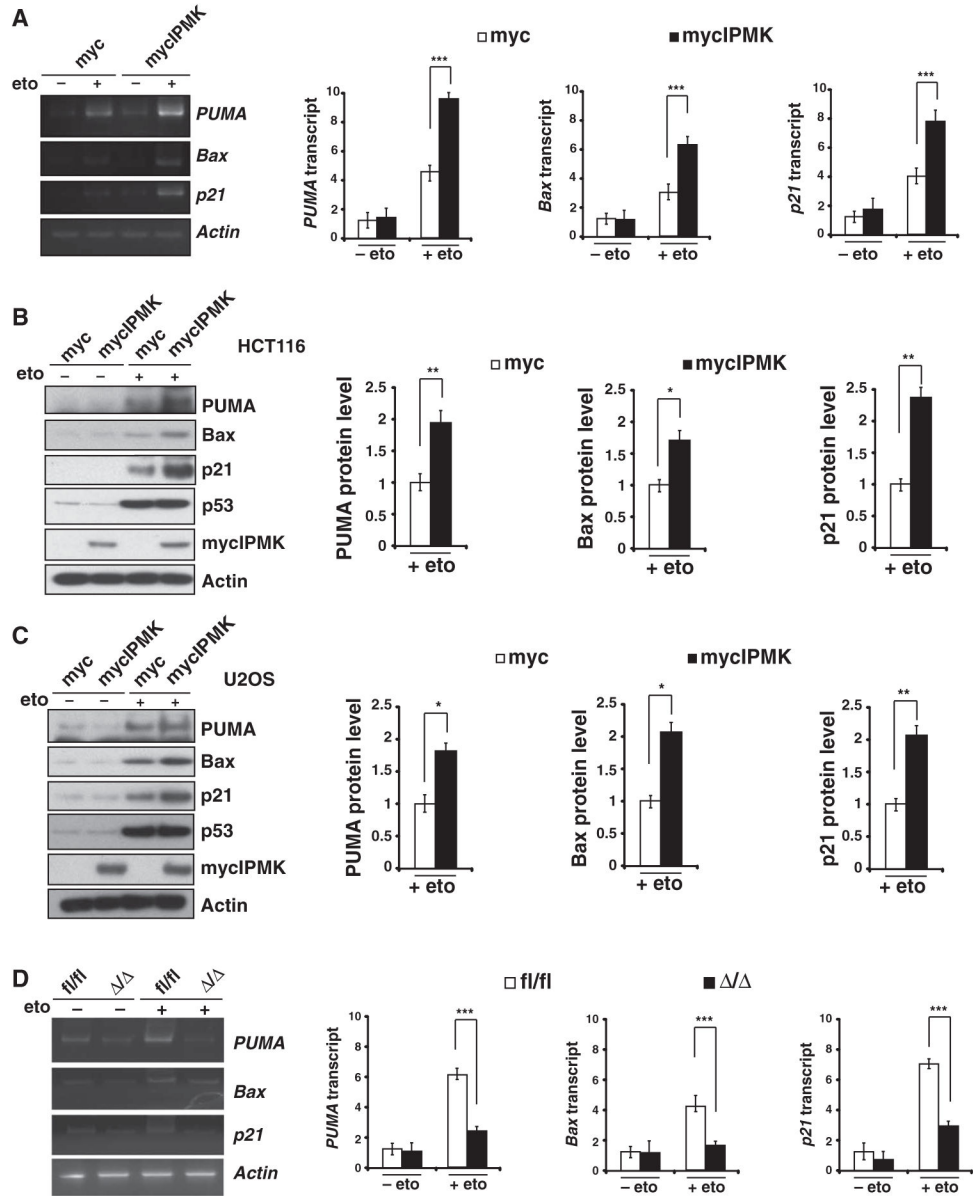 A
myc
mycIPMK
eto
− + − +
PUMA
Bax
p21
Actin
myc
mycIPMK
PUMA transcript
10
8
6
4
2
0
***
− eto
+ eto
Bax transcript
10
8
6
4
2
0
***
− eto
+ eto
p21 transcript
10
8
6
4
2
0
***
− eto
+ eto
B
myc
mycIPMK
myc
mycIPMK
HCT116
eto
− − + +
PUMA
Bax
p21
p53
mycIPMK
Actin
myc
mycIPMK
PUMA protein level
2.5
2
1.5
1
0.5
0
**
+ eto
Bax protein level
2.5
2
1.5
1
0.5
0
*
+ eto
p21 protein level
2.5
2
1.5
1
0.5
0
**
+ eto
C
myc
mycIPMK
myc
mycIPMK
U2OS
eto
− − + +
PUMA
Bax
p21
p53
mycIPMK
Actin
myc
mycIPMK
PUMA protein level
2.5
2
1.5
1
0.5
0
*
+ eto
Bax protein level
2.5
2
1.5
1
0.5
0
*
+ eto
p21 protein level
2.5
2
1.5
1
0.5
0
**
+ eto
D
fl/fl
Δ/Δ
fl/fl
Δ/Δ
eto
− − + +
PUMA
Bax
p21
Actin
fl/fl
Δ/Δ
PUMA transcript
10
8
6
4
2
0
***
− eto
+ eto
Bax transcript
10
8
6
4
2
0
***
− eto
+ eto
p21 transcript
10
8
6
4
2
0
***
− eto
+ eto